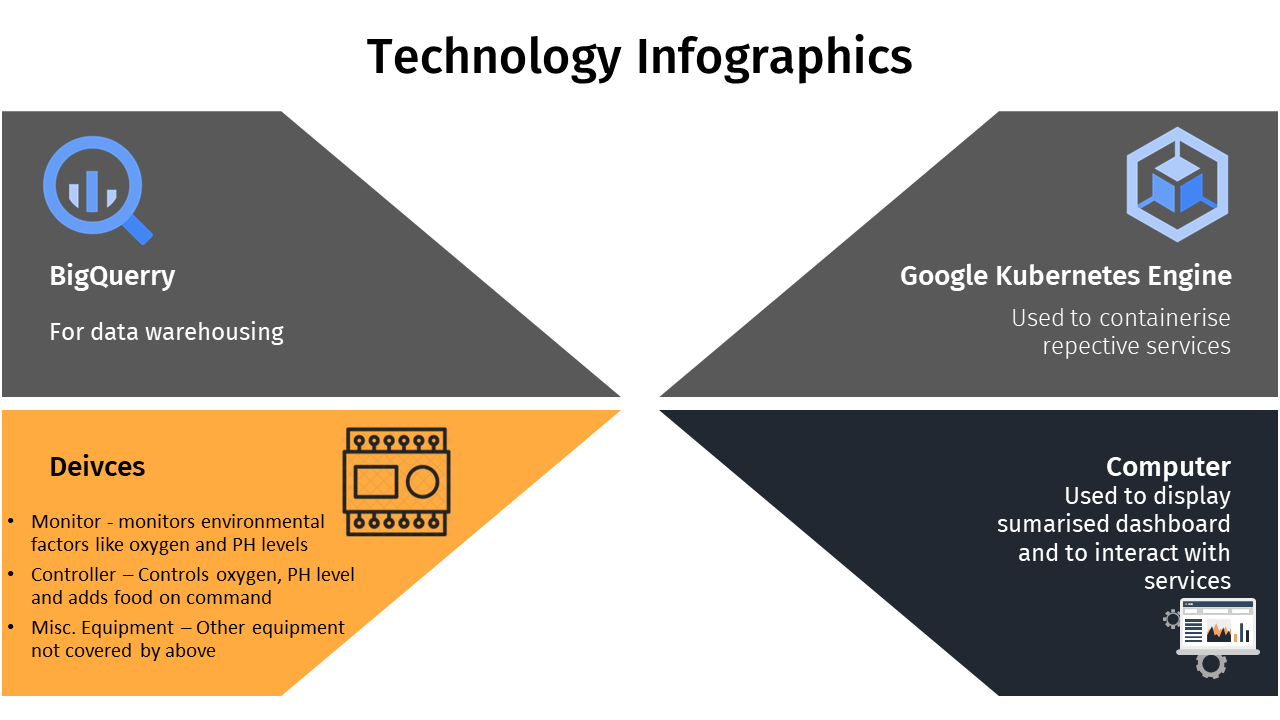 Technology Infographics
BigQuerry
For data warehousing
Google Kubernetes Engine
Used to containerise
repective services
Deivces
• Monitor - monitors environmental
factors like oxygen and PH levels
• Controller – Controls oxygen, PH level
and adds food on command
• Misc. Equipment – Other equipment
not covered by above
Computer
Used to display
sumarised dashboard
and to interact with
services